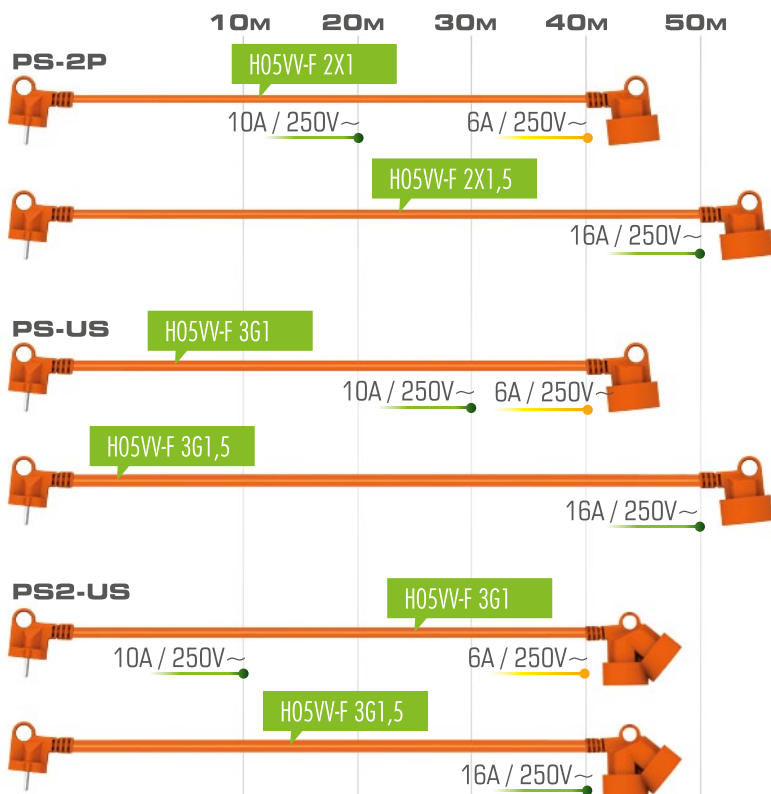 10м 20м 30м 40м 50м
PS-2P
H05VV-F 2X1
10A / 250V~ 6A / 250V~
H05VV-F 2X1,5
16A / 250V~
PS-US
H05VV-F 3G1
10A / 250V~ 6A / 250V~
H05VV-F 3G1,5
16A / 250V~
PS2-US
H05VV-F 3G1
10A / 250V~ 6A / 250V~
H05VV-F 3G1,5
16A / 250V~